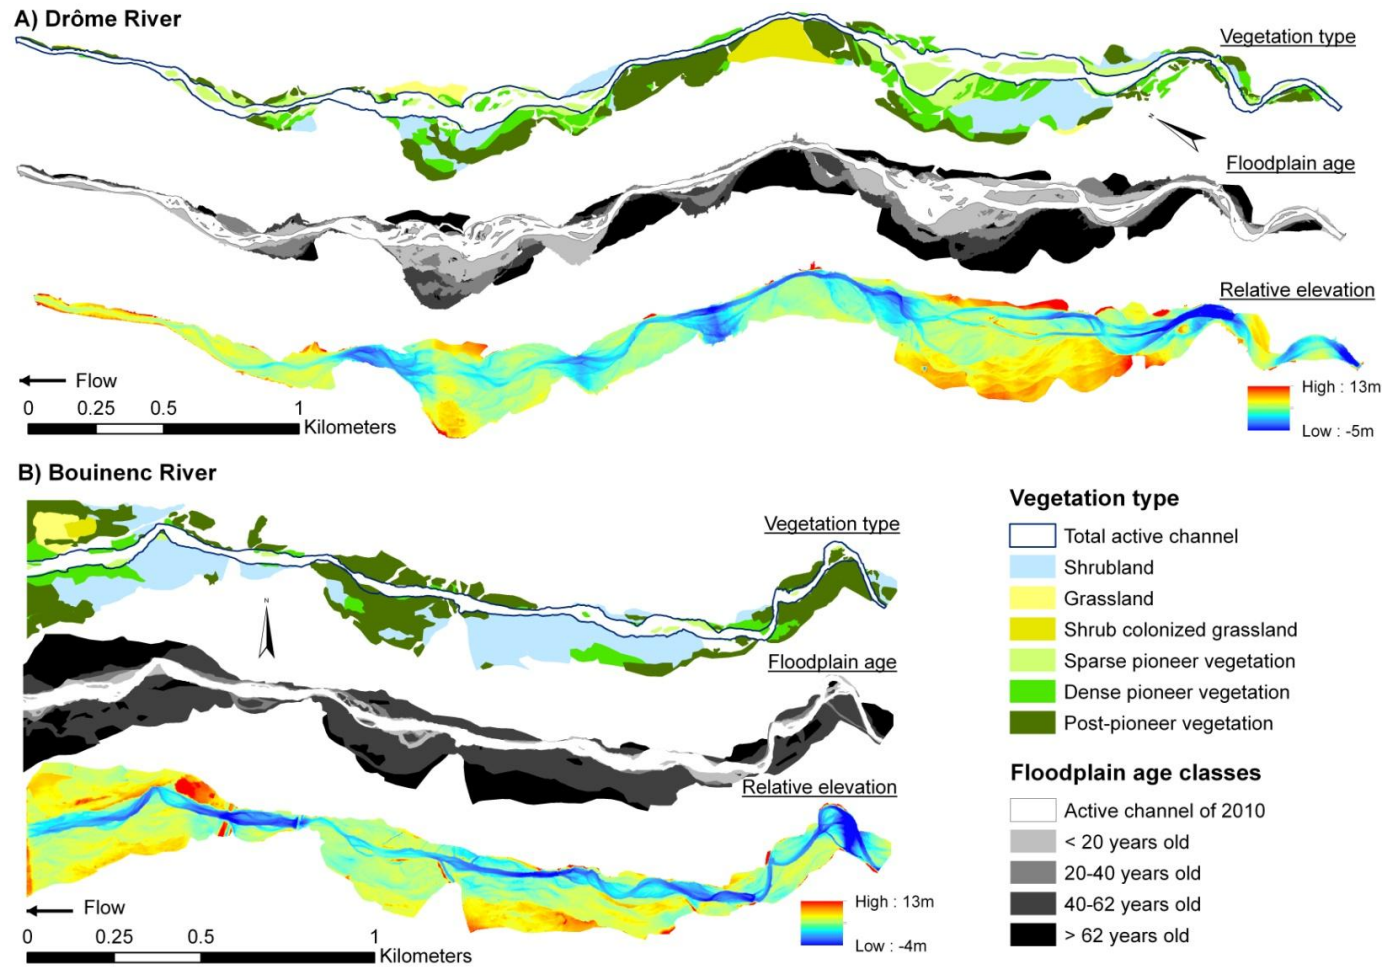 A) Drôme River
Vegetation type
N
Floodplain age
Relative elevation
Flow
0 0.25 0.5 1
Kilometers
High : 13m
Low : -5m
B) Bouinenc River
Vegetation type
N
Floodplain age
Relative elevation
Flow
0 0.25 0.5 1
Kilometers
High : 13m
Low : -4m
Vegetation type
Total active channel
Shrubland
Grassland
Shrub colonized grassland
Sparse pioneer vegetation
Dense pioneer vegetation
Post-pioneer vegetation
Floodplain age classes
Active channel of 2010
< 20 years old
20-40 years old
40-62 years old
> 62 years old